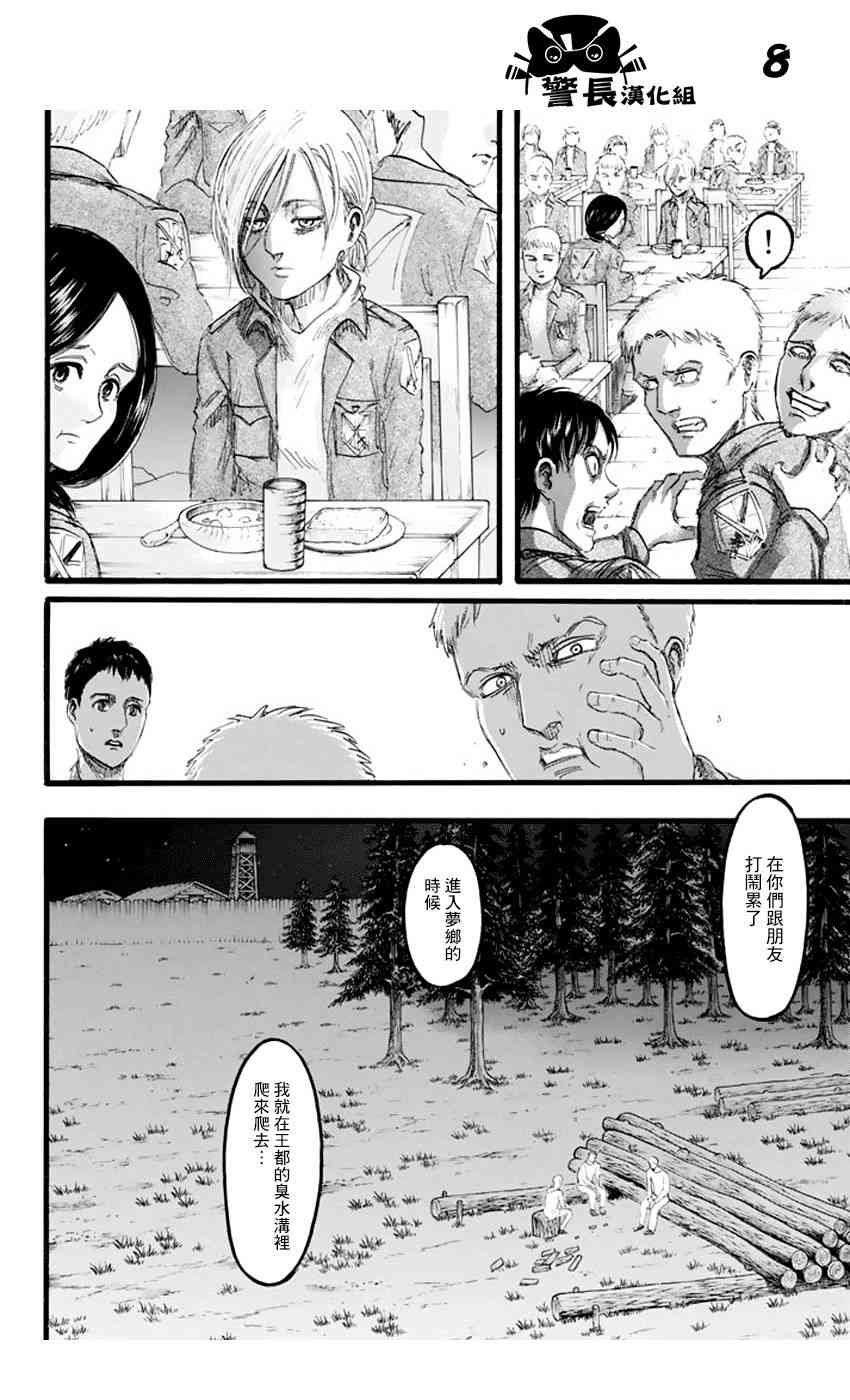 警長漢化組
8
！
在你們跟朋友
打鬧累了
進入夢鄉的
時候
我就在王都的臭水溝裡
爬來爬去…